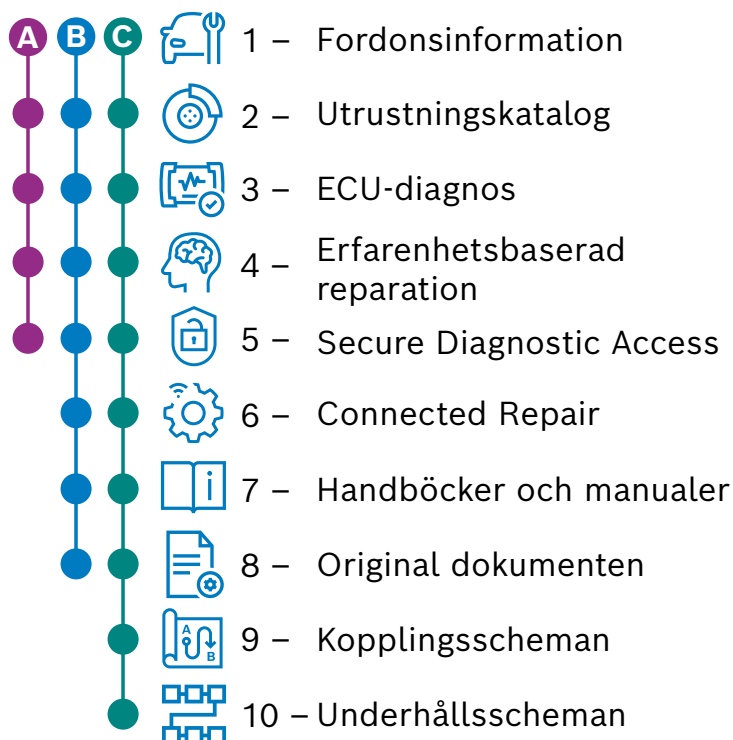 A B C 1 – Fordonsinformation
2 – Utrustningskatalog
3 – ECU-diagnos
4 – Erfarenhetsbaserad
reparation
5 – Secure Diagnostic Access
6 – Connected Repair
i 7 – Handböcker och manualer
8 – Original dokumenten
A
B
9 – Kopplingsscheman
10 – Underhållsscheman